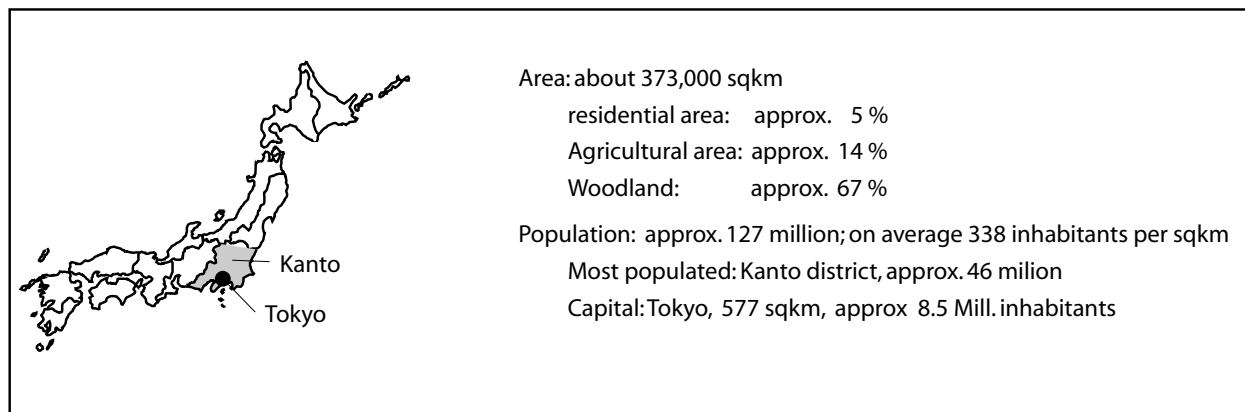 Kanto
Tokyo
Area: about 373,000 sqkm
residential area: approx. 5 %
Agricultural area: approx. 14 %
Woodland: approx. 67 %
Population: approx. 127 million; on average 338 inhabitants per sqkm
Most populated: Kanto district, approx. 46 milion
Capital: Tokyo, 577 sqkm, approx 8.5 Mill. inhabitants